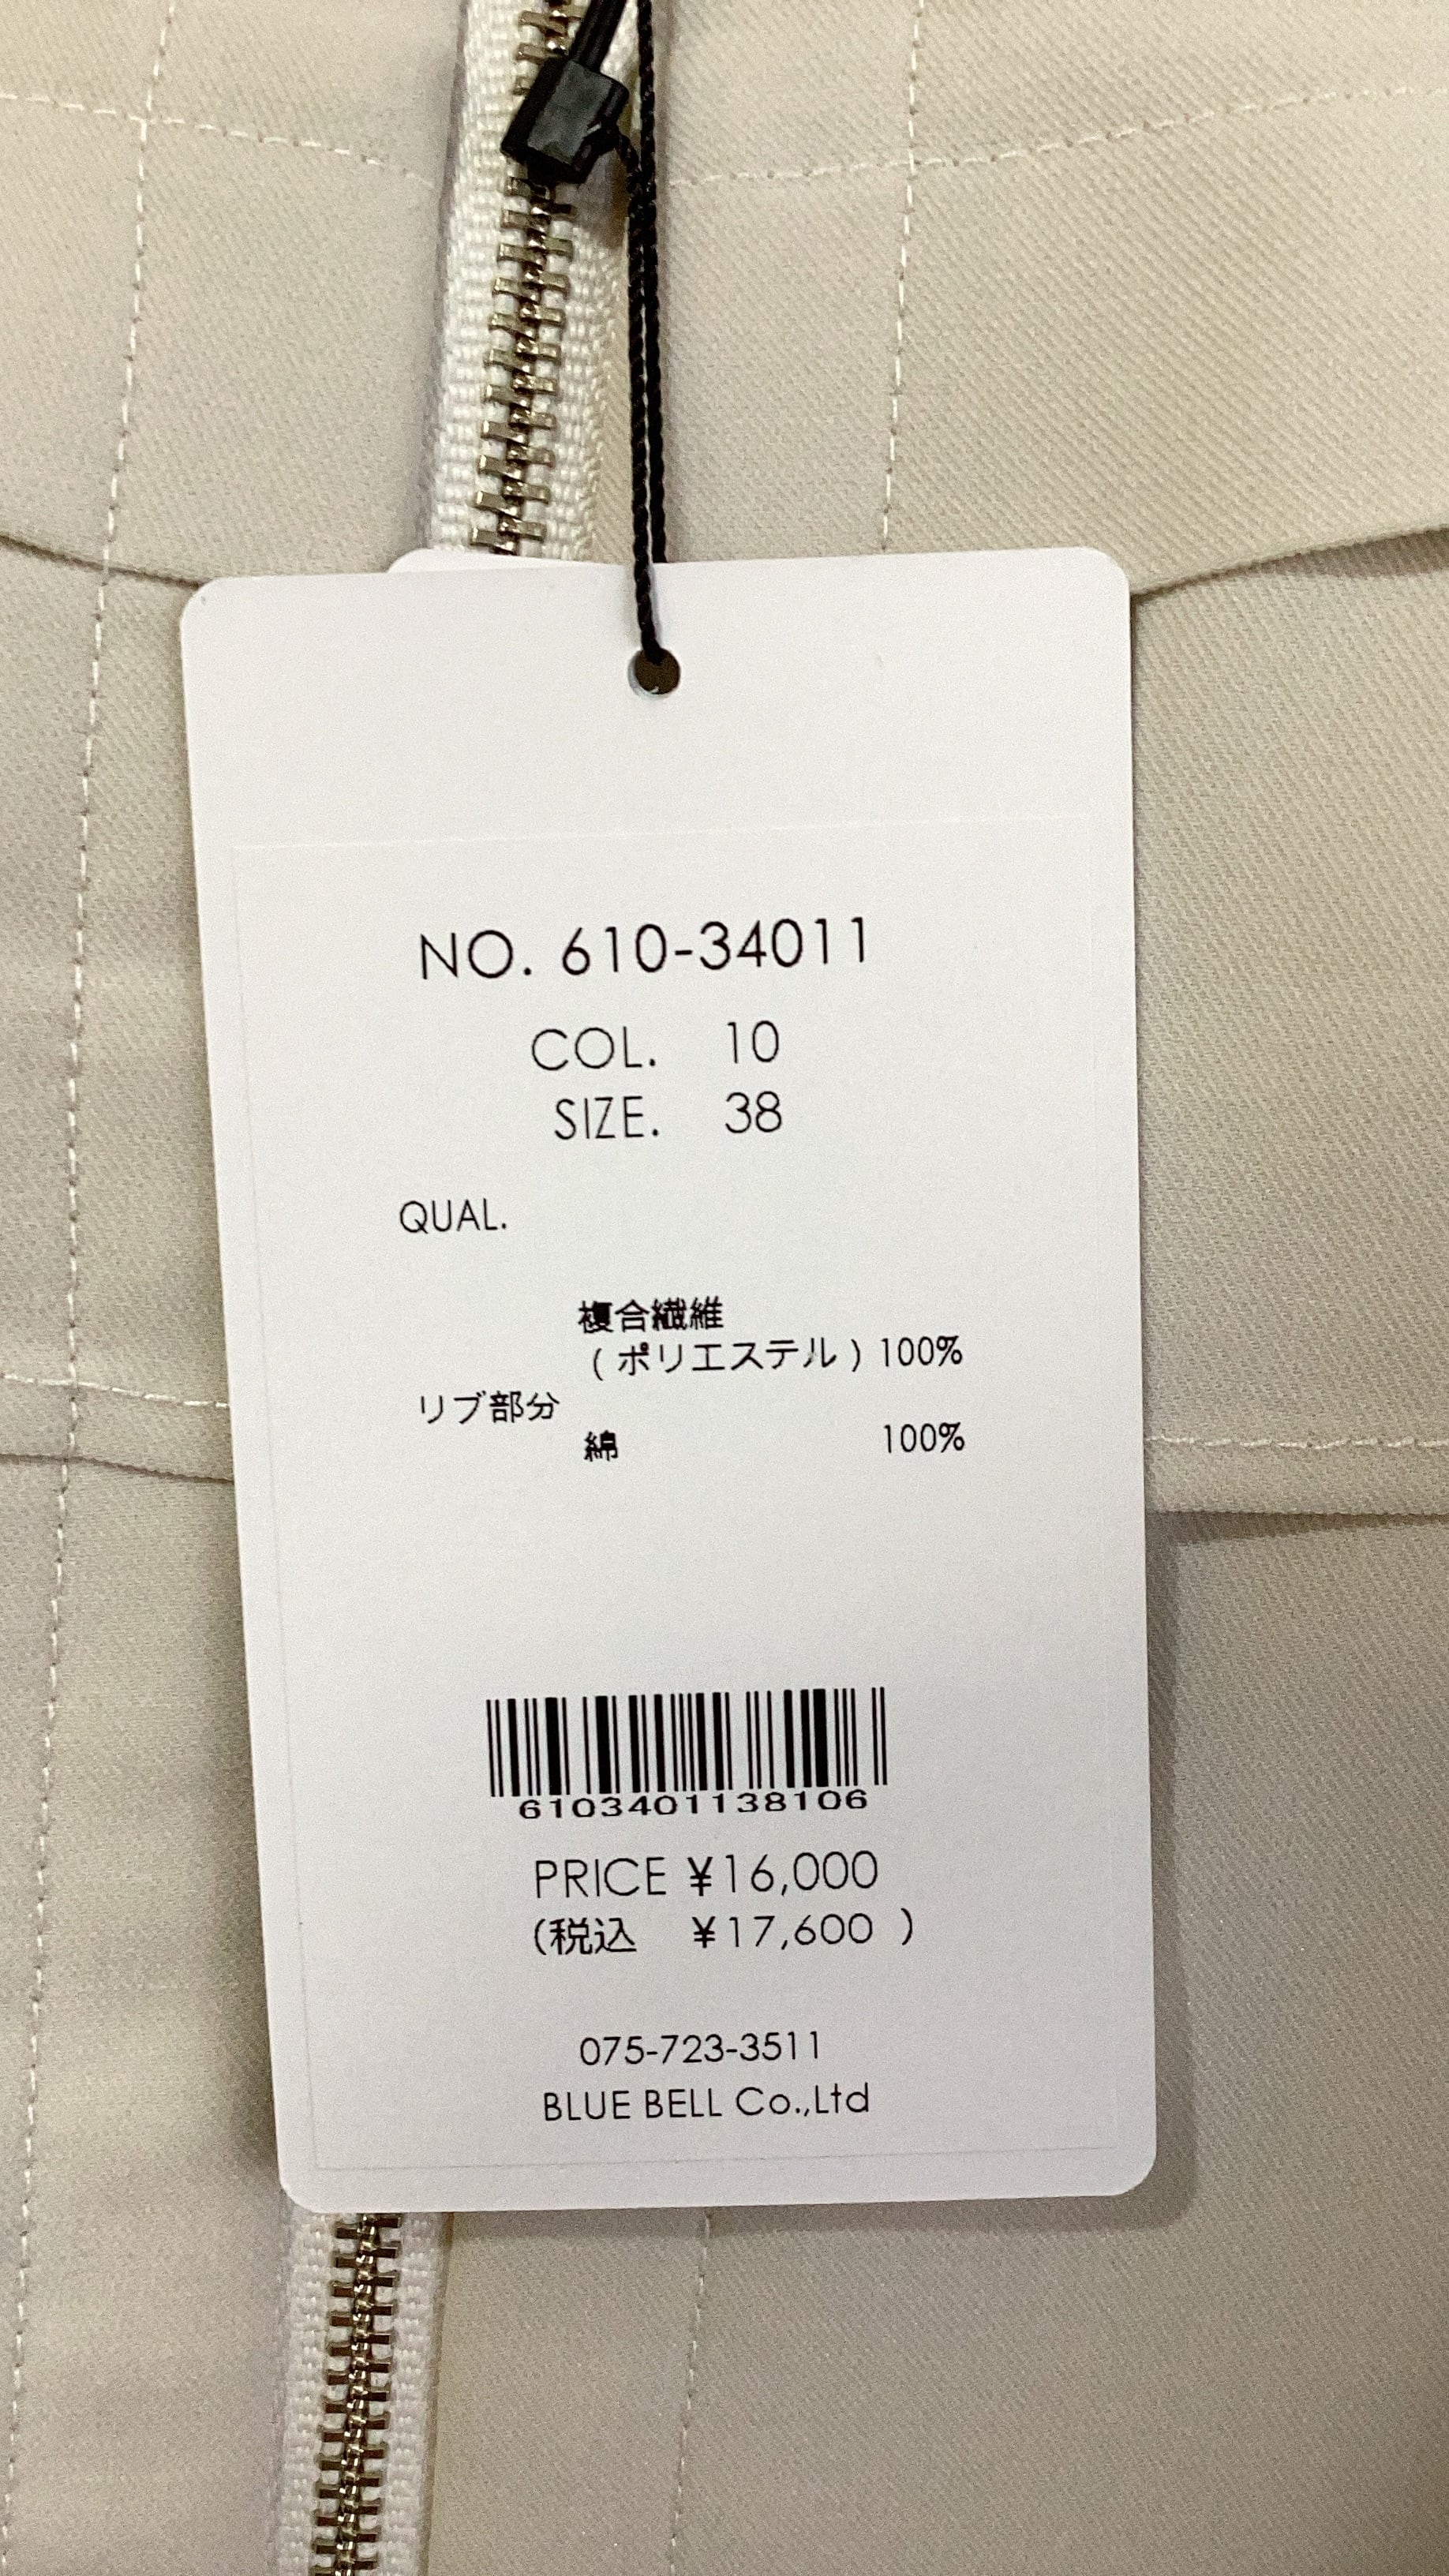 NO. 610-34011
COL. 10
SIZE. 38
QUAL.
複合繊維
(ポリエステル) 100%
リブ部分
綿 100%
6103401138106
PRICE ¥16,000
(税込 ¥17,600 )
075-723-3511
BLUE BELL Co.,Ltd